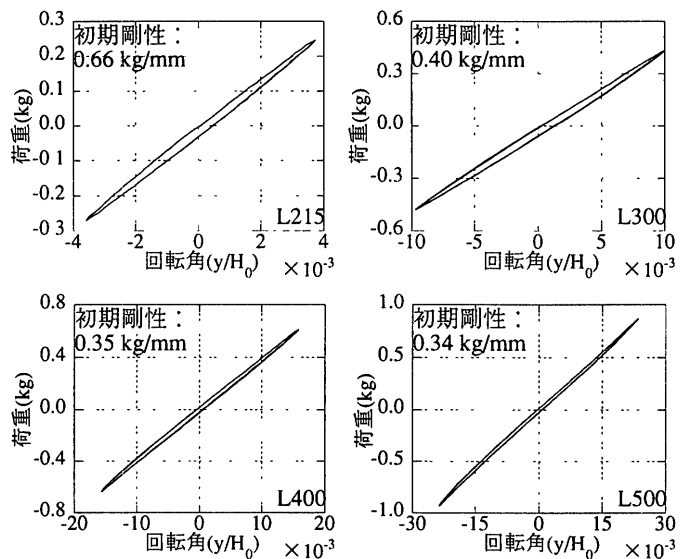 初期剛性：
0.66 kg/mm
荷重(kg)
0.3
0.2
0.1
0.0
-0.1
-0.2
-0.3
L215
-4
-2
0
2
4
回転角(y/H₀)
×10⁻³
初期剛性：
0.40 kg/mm
荷重(kg)
0.6
0.3
0.0
-0.3
-0.6
L300
-10
-5
0
5
10
回転角(y/H₀)
×10⁻³
初期剛性：
0.35 kg/mm
荷重(kg)
0.8
0.4
0.0
-0.4
-0.8
L400
-20
-10
0
10
20
回転角(y/H₀)
×10⁻³
初期剛性：
0.34 kg/mm
荷重(kg)
1.0
0.5
0.0
-0.5
-1.0
L500
-30
-15
0
15
30
回転角(y/H₀)
×10⁻³